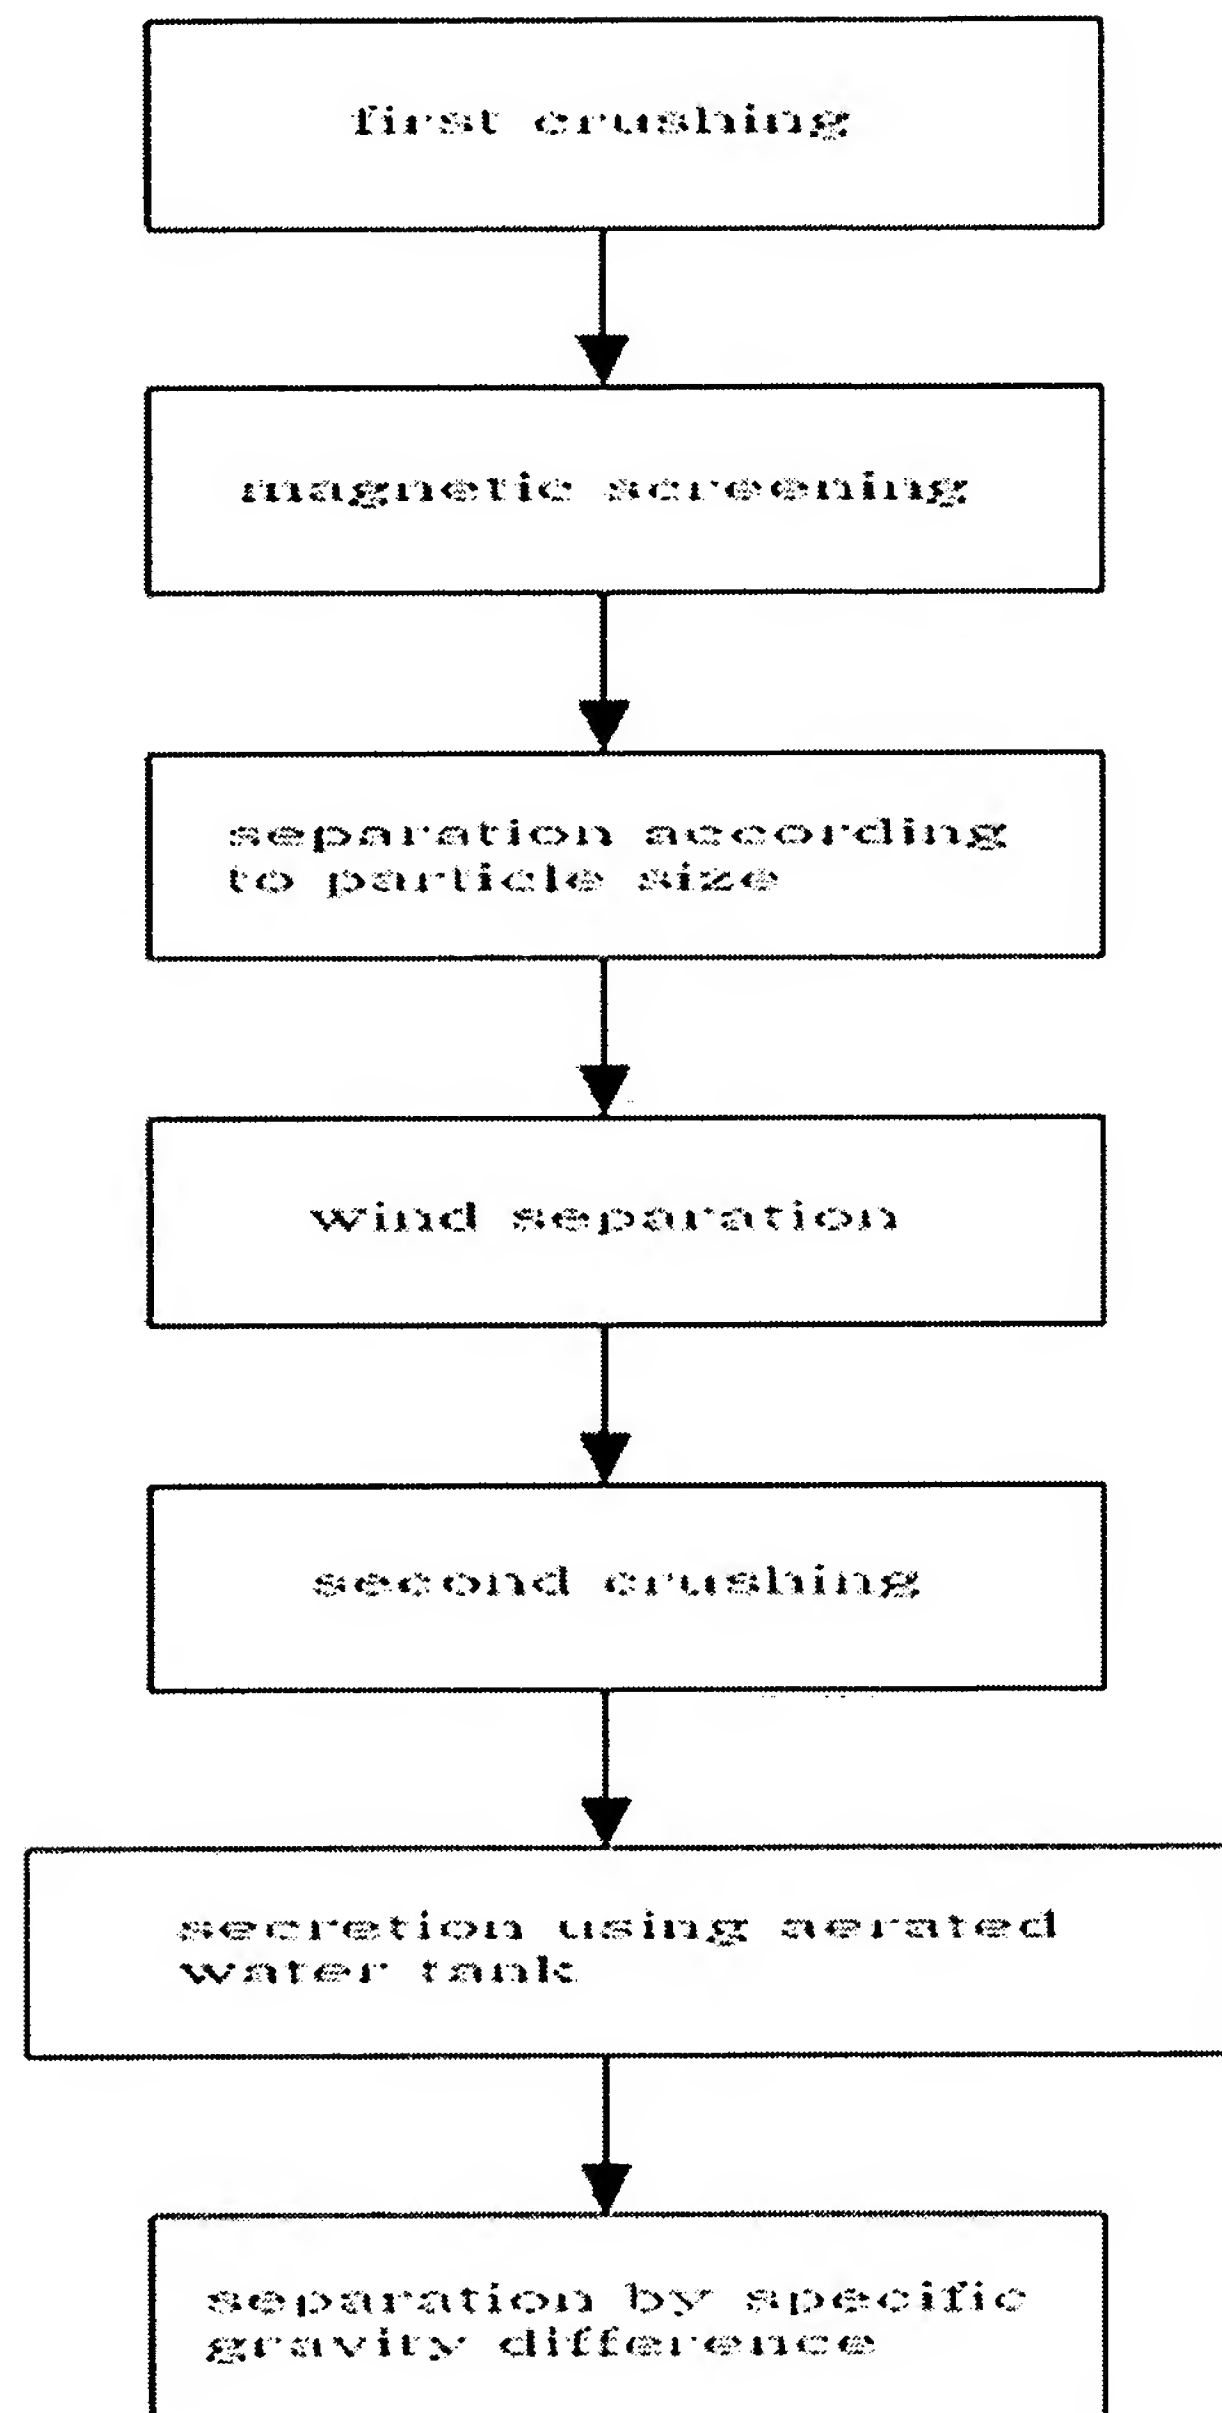 first crushing
magnetic screening
separation according
to particle size
wind separation
second crushing
secretion using aerated
water tank
separation by specific
gravity difference